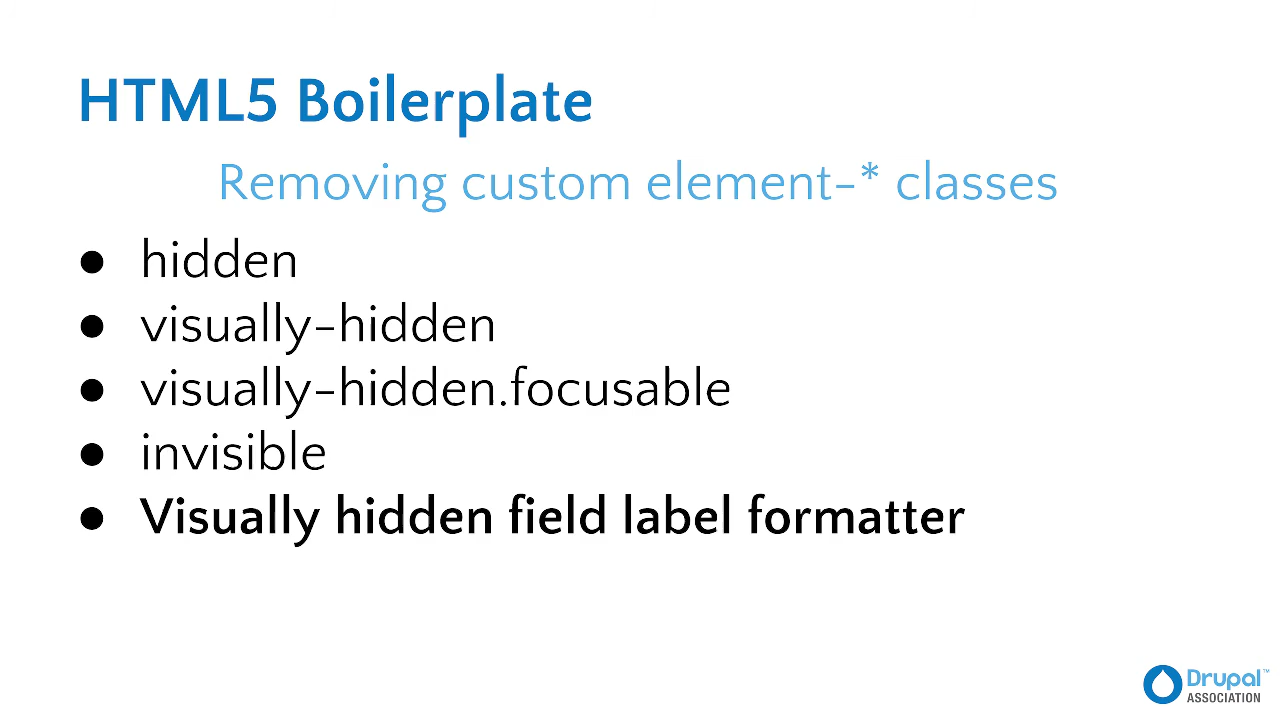 HTML5 Boilerplate
Removing custom element-* classes
● hidden
● visually-hidden
● visually-hidden.focusable
● invisible
● Visually hidden field label formatter
Drupal™
ASSOCIATION